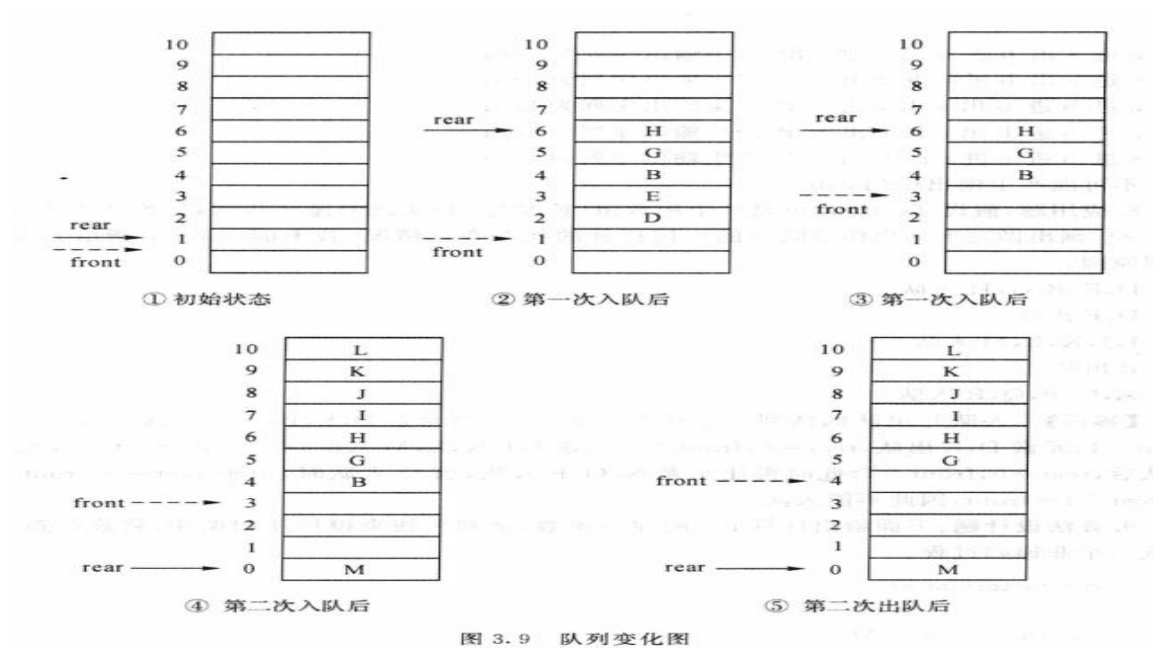 10
9
8
7
6
5
4
3
2
1
0
rear
front
① 初始状态
10
9
8
7
rear 6 H
5 G
4 B
3 E
2 D
1
front
0
② 第一次入队后
10
9
8
7
rear
6 H
5 G
4 B
3
front
2
1
0
③ 第一次入队后
10 L
9 K
8 J
7 I
6 H
5 G
4 B
front 3
2
1
rear 0 M
④ 第二次入队后
10 L
9 K
8 J
7 I
6 H
5 G
front 4
3
2
1
rear 0 M
⑤ 第二次出队后
图 3.9 队列变化图